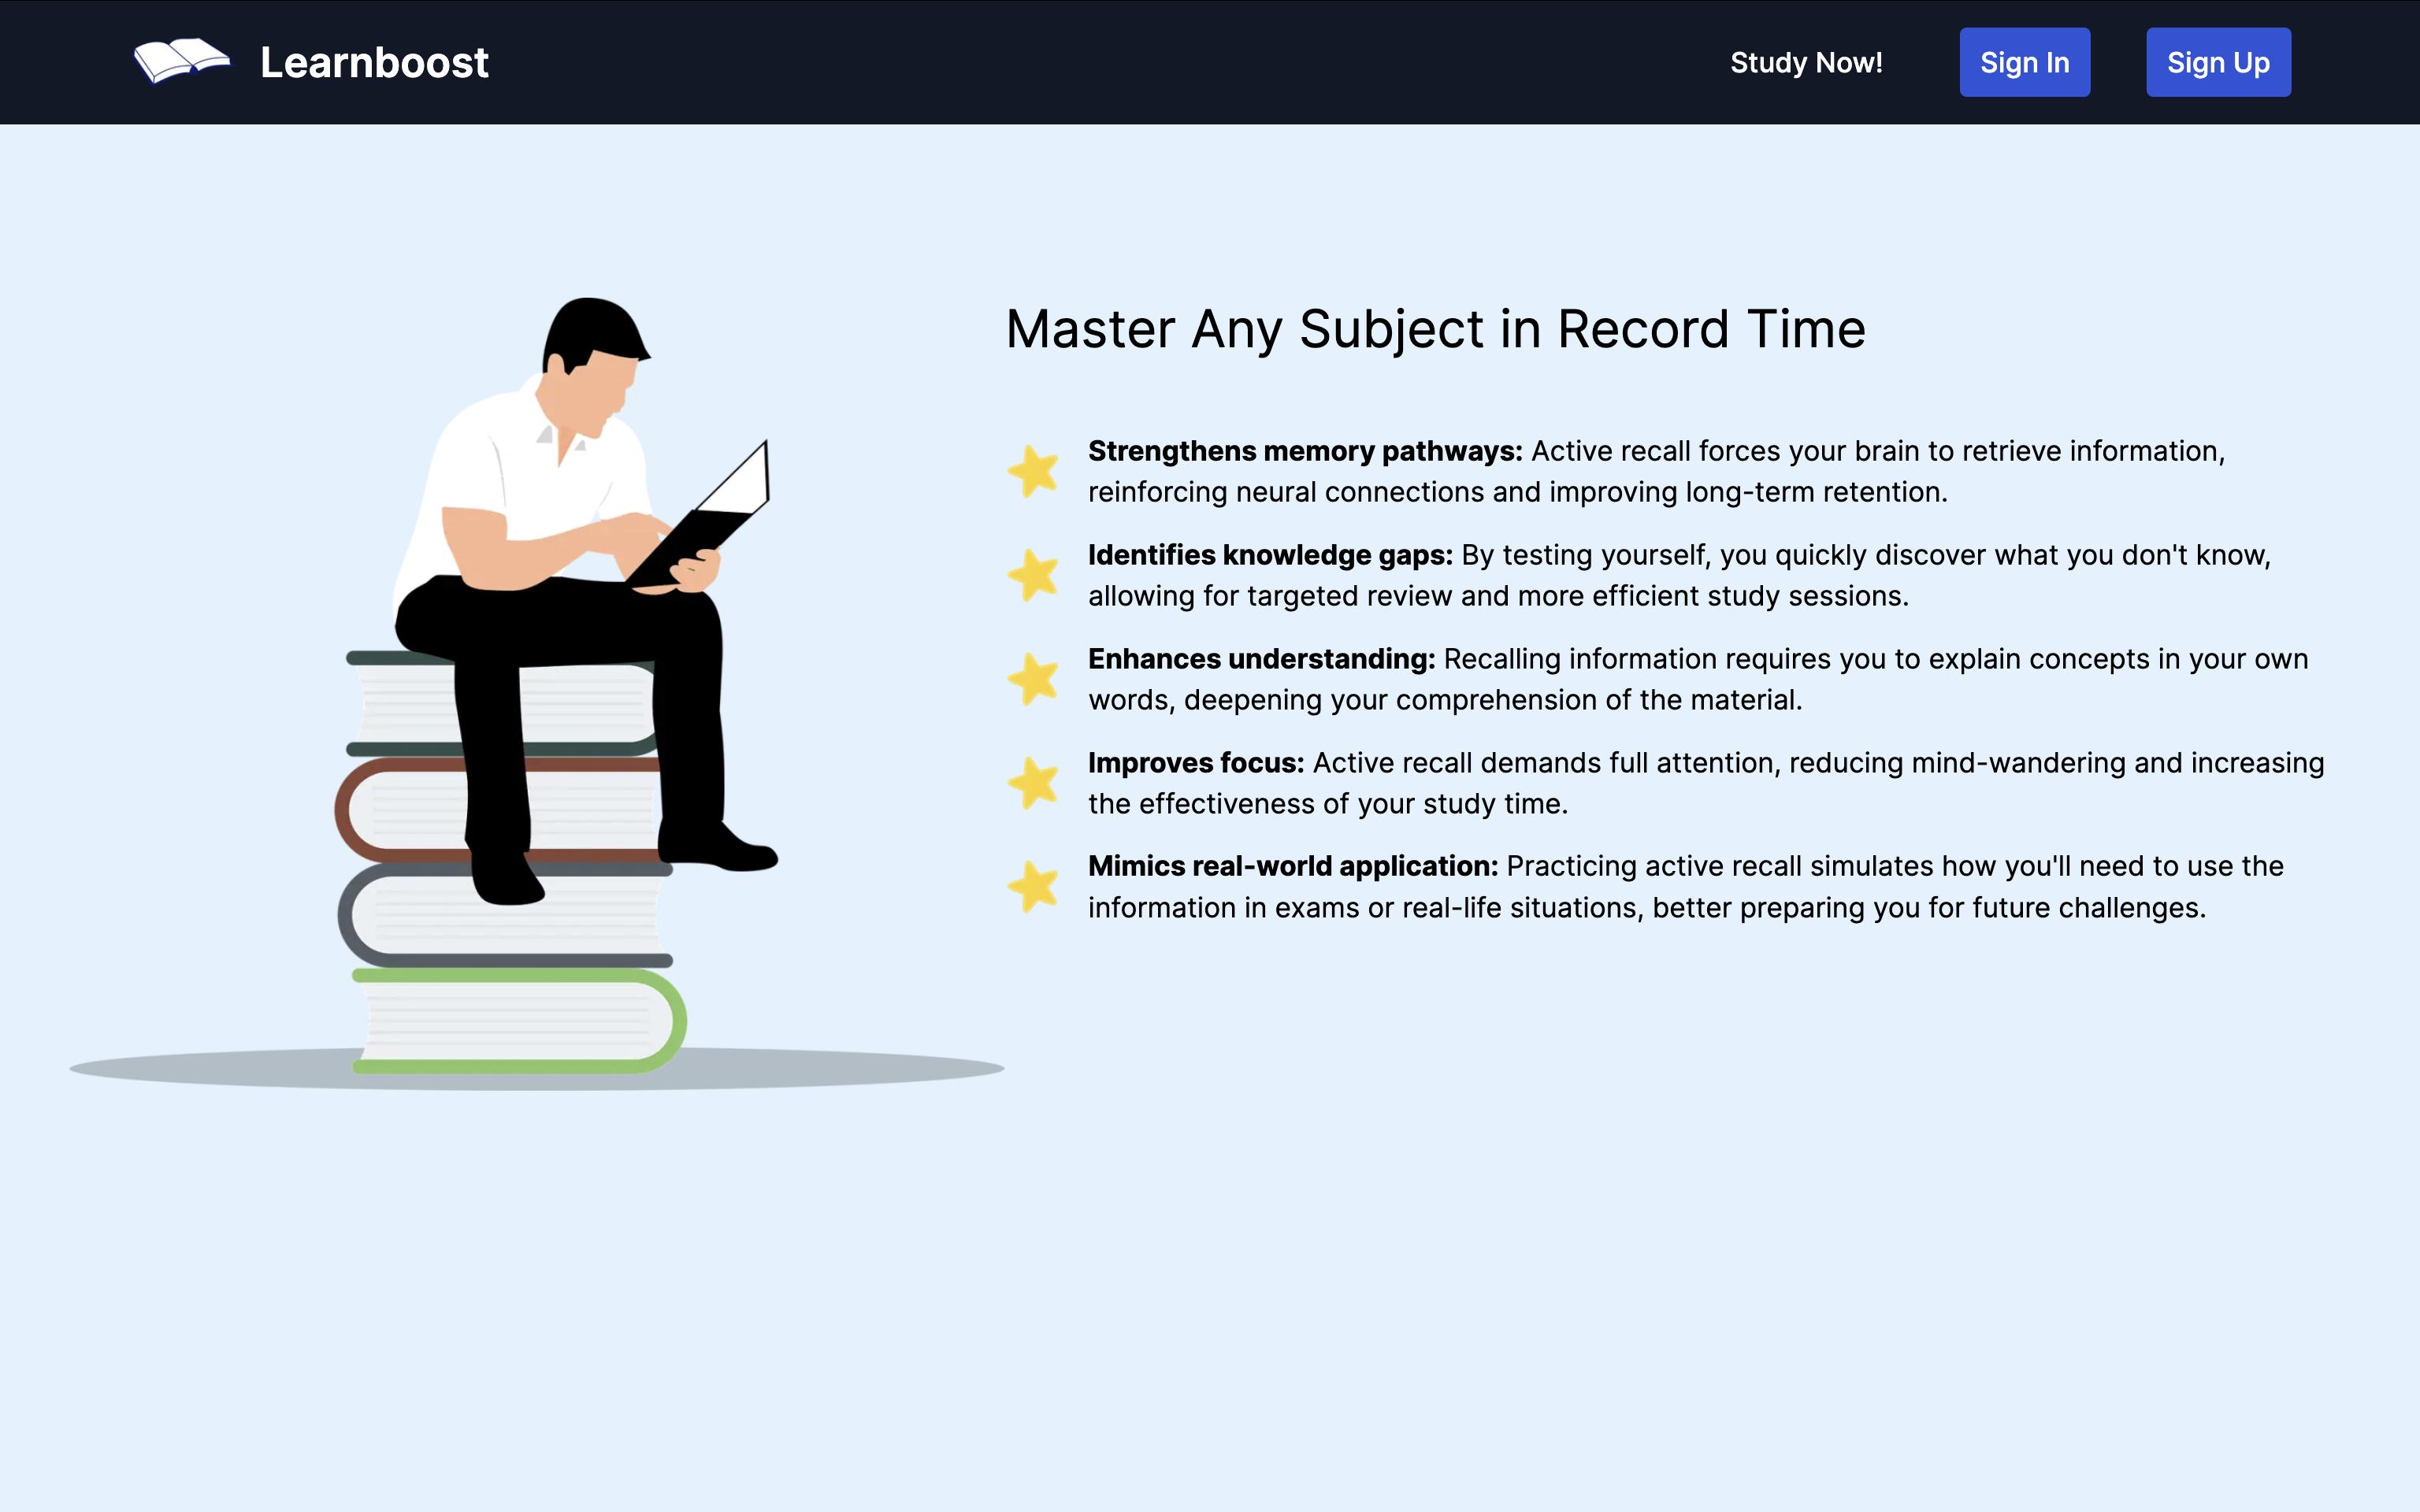 Learnboost
Study Now!
Sign In
Sign Up
Master Any Subject in Record Time
Strengthens memory pathways: Active recall forces your brain to retrieve information,
reinforcing neural connections and improving long-term retention.
Identifies knowledge gaps: By testing yourself, you quickly discover what you don't know,
allowing for targeted review and more efficient study sessions.
Enhances understanding: Recalling information requires you to explain concepts in your own
words, deepening your comprehension of the material.
Improves focus: Active recall demands full attention, reducing mind-wandering and increasing
the effectiveness of your study time.
Mimics real-world application: Practicing active recall simulates how you'll need to use the
information in exams or real-life situations, better preparing you for future challenges.